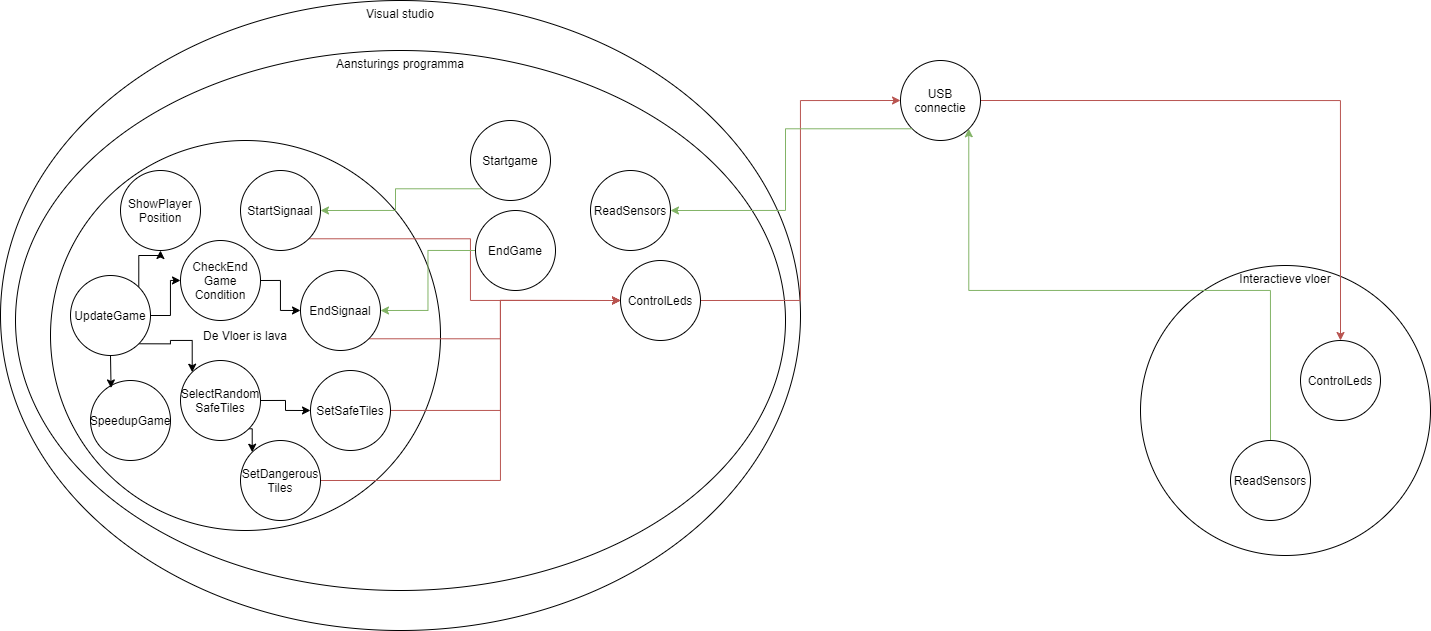 Visual studio
Aansturings programma
USB
connectie
Startgame
ShowPlayer
Position
StartSignaal
ReadSensors
EndGame
CheckEnd
Game
Condition
Interactieve vloer
UpdateGame
EndSignaal
ControlLeds
De Vloer is lava
ControlLeds
SelectRandom
SafeTiles
SetSafeTiles
SpeedupGame
SetDangerous
Tiles
ReadSensors